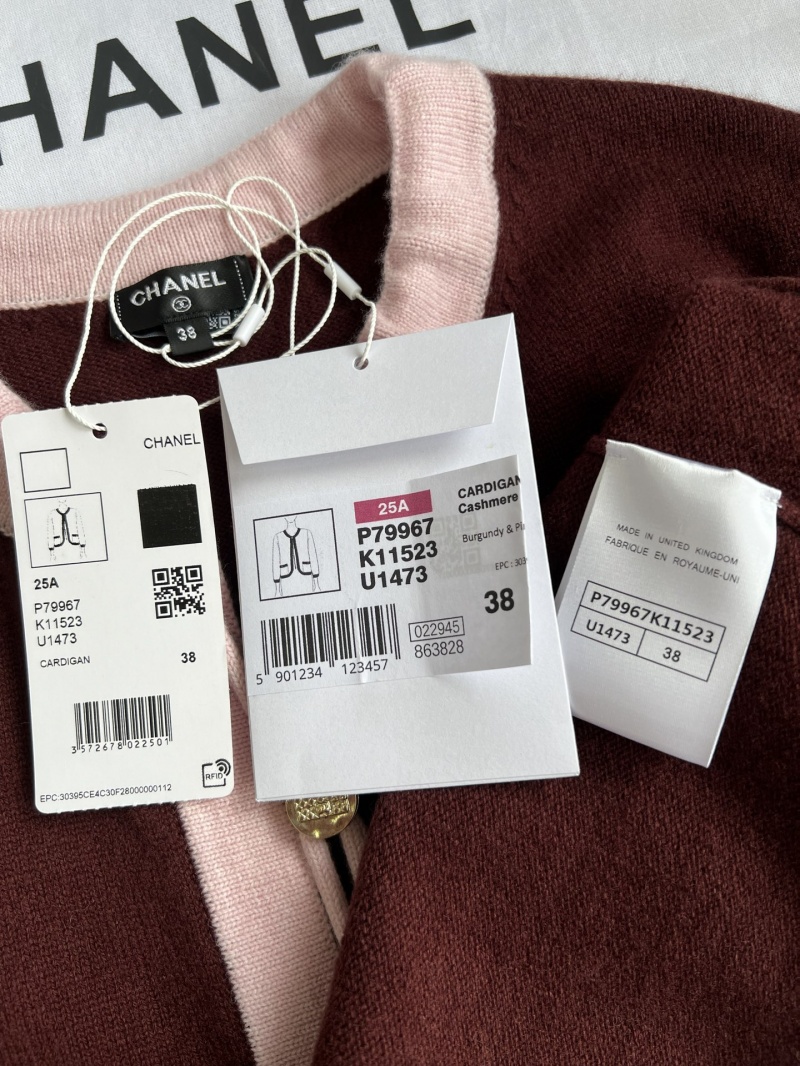 CHANEL
CHANEL
38
CHANEL
25A
P79967
K11523
U1473
CARDIGAN
38
3 572678 022501
RFID
EPC:30395CE4C30F28000000112
25A
P79967
K11523
U1473
CARDIGAN
Cashmere
Burgundy &
EPC : 303
38
5 901234 123457
022945
863828
MADE IN UNITED KINGDOM
FABRIQUE EN ROYAUME-UNI
P79967K11523
U1473 38